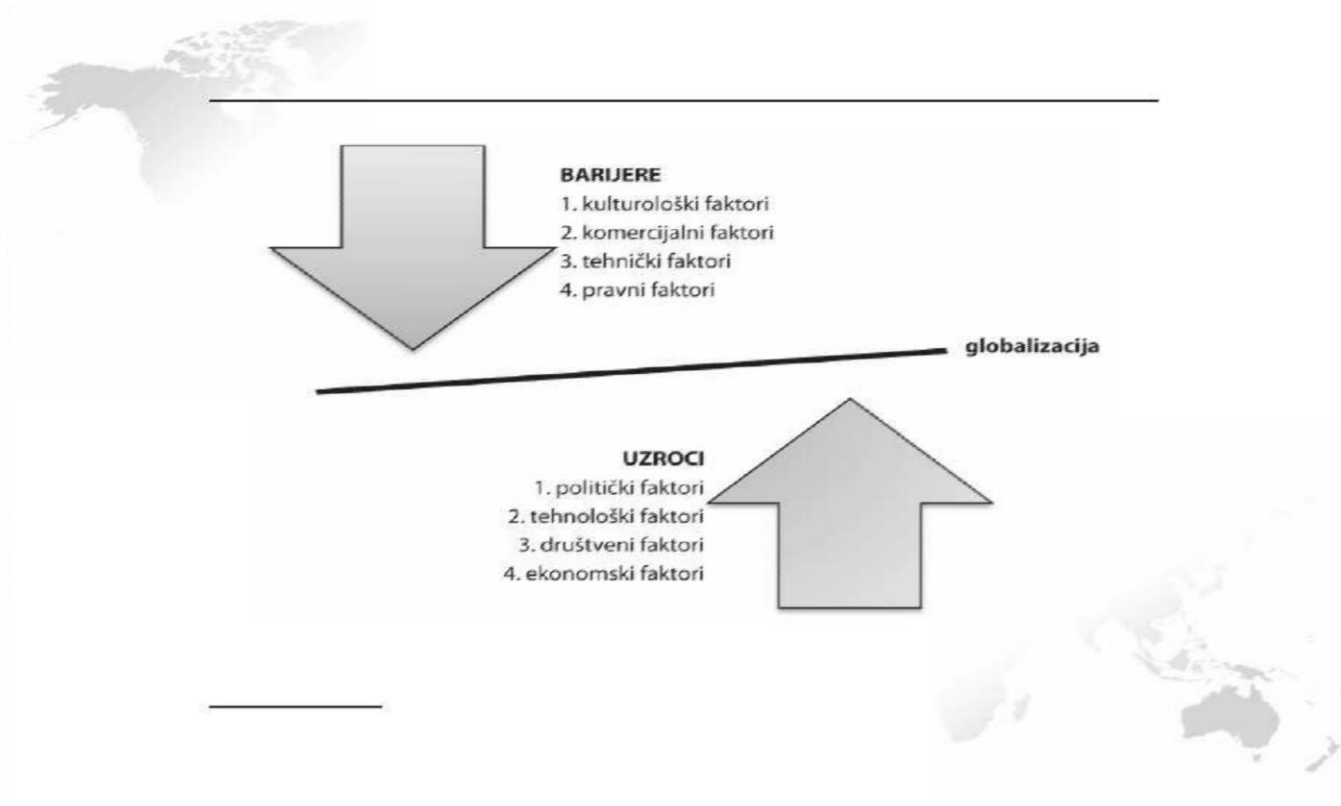 BARIJERE
1. kulturološki faktori
2. komercijalni faktori
3. tehnički faktori
4. pravni faktori
globalizacija
UZROCI
1. politički faktori
2. tehnološki faktori
3. društveni faktori
4. ekonomski faktori